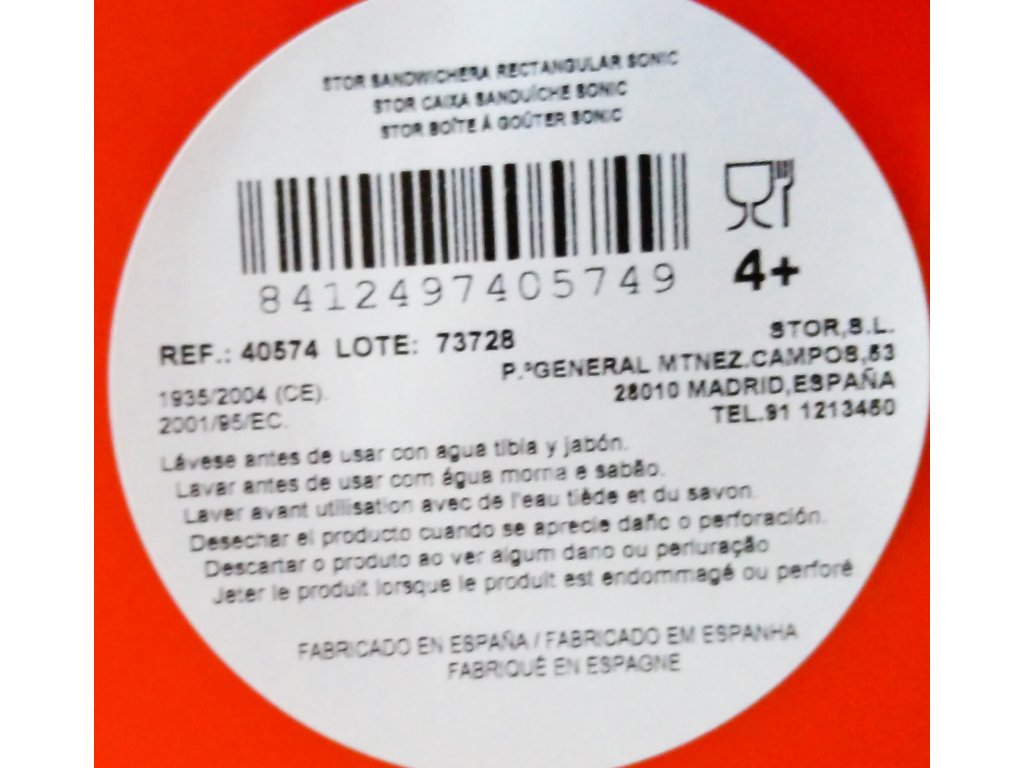 STOR SANDWICHERA RECTANGULAR SONIC
STOR CAIXA SANDUÍCHE SONIC
STOR BOÎTE À GOÛTER SONIC
8412497405749
4+
REF.: 40574 LOTE: 73728
1935/2004 (CE).
2001/95/EC.
STOR,S.L.
P.ºGENERAL MTNEZ.CAMPOS,53
28010 MADRID,ESPAÑA
TEL.91 1213450
Lávese antes de usar con agua tibia y jabón.
Lavar antes de usar com água morna e sabão.
Laver avant utilisation avec de l'eau tiède et du savon.
Desechar el producto cuando se aprecie daño o perforación.
Descartar o produto ao ver algum dano ou perfuração
Jeter le produit lorsque le produit est endommagé ou perforé.
FABRICADO EN ESPAÑA / FABRICADO EM ESPANHA
FABRIQUÉ EN ESPAGNE